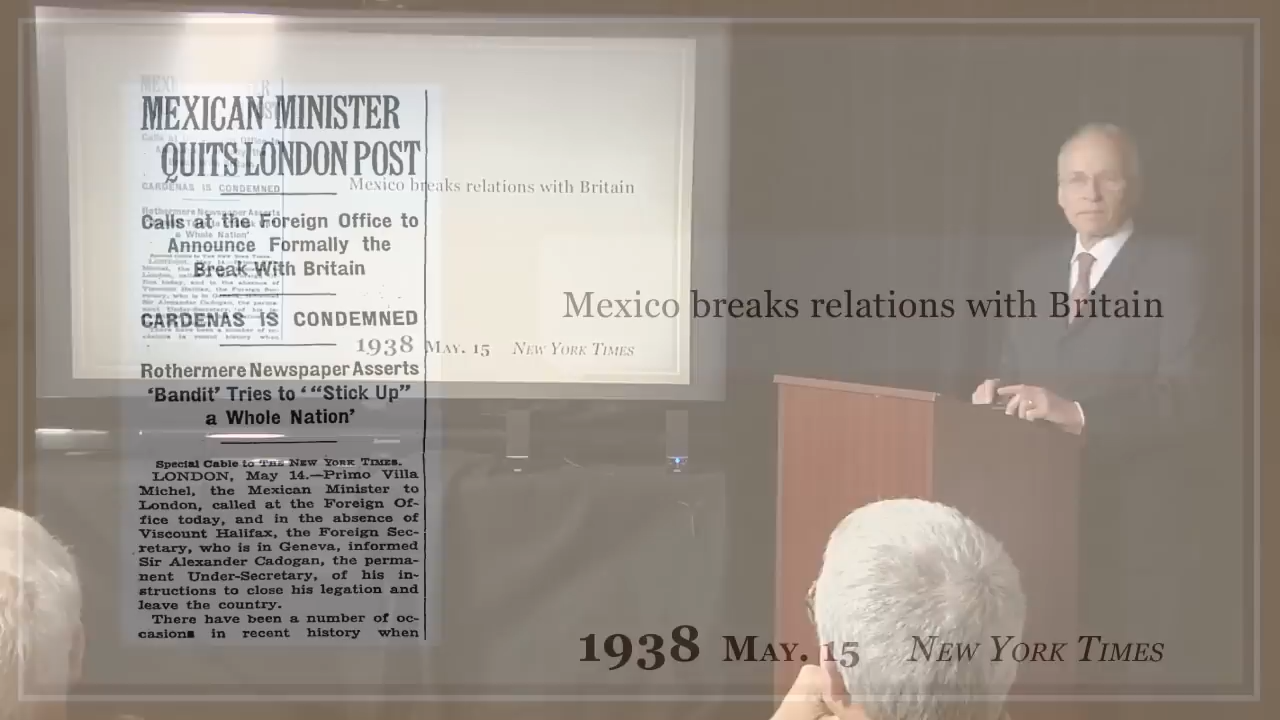 MEXICAN MINISTER
QUITS LONDON POST
Calls at the Foreign Office to
Announce Formally the
Break With Britain
CARDENAS IS CONDEMNED
Rothermere Newspaper Asserts
'Bandit' Tries to '"Stick Up"
a Whole Nation'
Special Cable to THE NEW YORK TIMES.
LONDON, May 14.—Primo Villa
Michel, the Mexican Minister to
London, called at the Foreign Of-
fice today, and in the absence of
Viscount Halifax, the Foreign Sec-
retary, who is in Geneva, informed
Sir Alexander Cadogan, the perma-
nent Under-Secretary, of his in-
structions to close his legation and
leave the country.
There have been a number of oc-
casions in recent history when
Mexico breaks relations with Britain
1938 MAY. 15 NEW YORK TIMES
CARDENAS IS CONDEMNED
Mexico breaks relations with Britain
1938 MAY. 15 NEW YORK TIMES